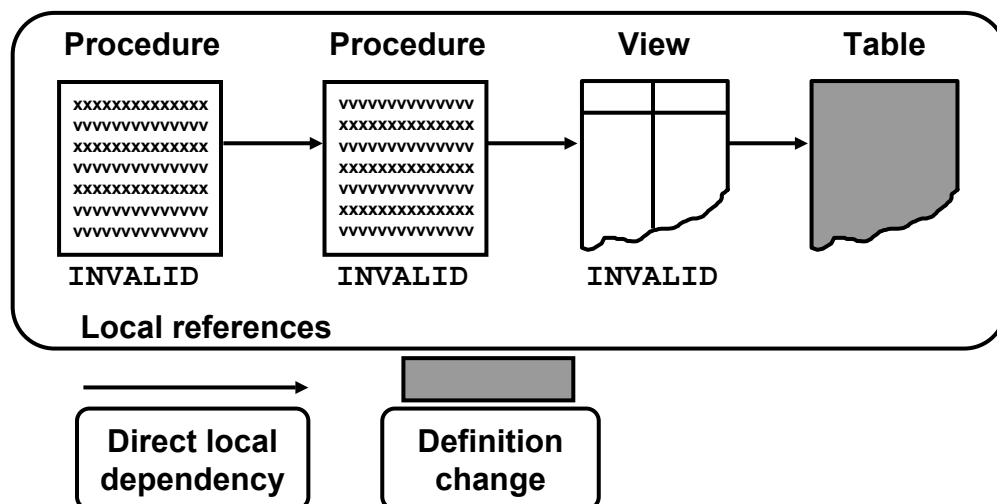 Procedure
Procedure
View
Table
xxxxxxxxxxxxxx
vvvvvvvvvvvvvv
xxxxxxxxxxxxxx
vvvvvvvvvvvvvv
xxxxxxxxxxxxxx
vvvvvvvvvvvvvv
vvvvvvvvvvvvvv
vvvvvvvvvvvvvv
xxxxxxxxxxxxxx
vvvvvvvvvvvvvv
xxxxxxxxxxxxxx
vvvvvvvvvvvvvv
xxxxxxxxxxxxxx
vvvvvvvvvvvvvv
INVALID
INVALID
INVALID
Local references
Direct local
dependency
Definition
change